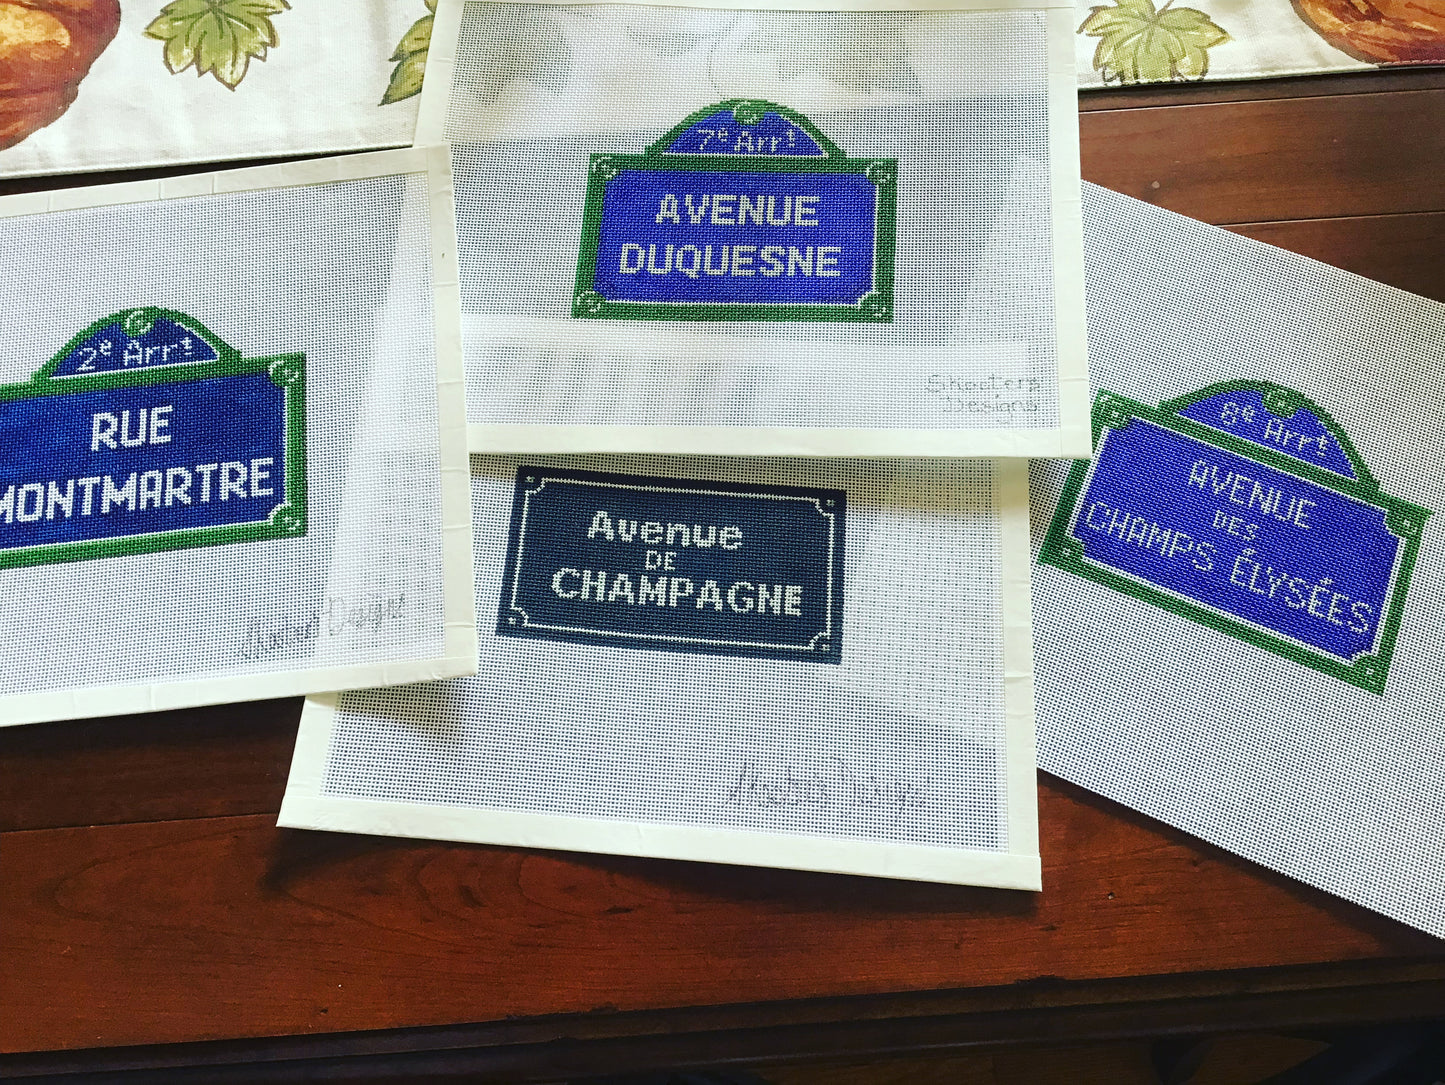 7e Arrt
AVENUE
DUQUESNE
Shooters
Designs
2e Arrt
RUE
MONTMARTRE
Designs
Avenue
DE
CHAMPAGNE
8e Arrt
AVENUE
DES
CHAMPS ÉLYSÉES